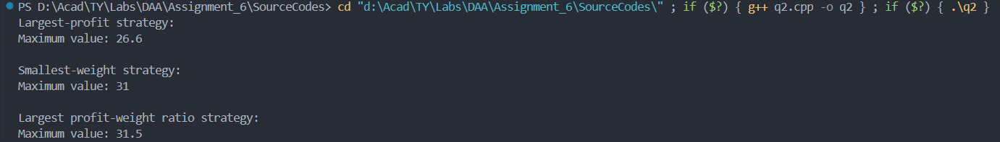 PS D:\Acad\TY\Labs\DAA\Assignment_6\SourceCodes> cd "d:\Acad\TY\Labs\DAA\Assignment_6\SourceCodes\" ; if ($?) { g++ q2.cpp -o q2 } ; if ($?) { .\q2 }
Largest-profit strategy:
Maximum value: 26.6
Smallest-weight strategy:
Maximum value: 31
Largest profit-weight ratio strategy:
Maximum value: 31.5